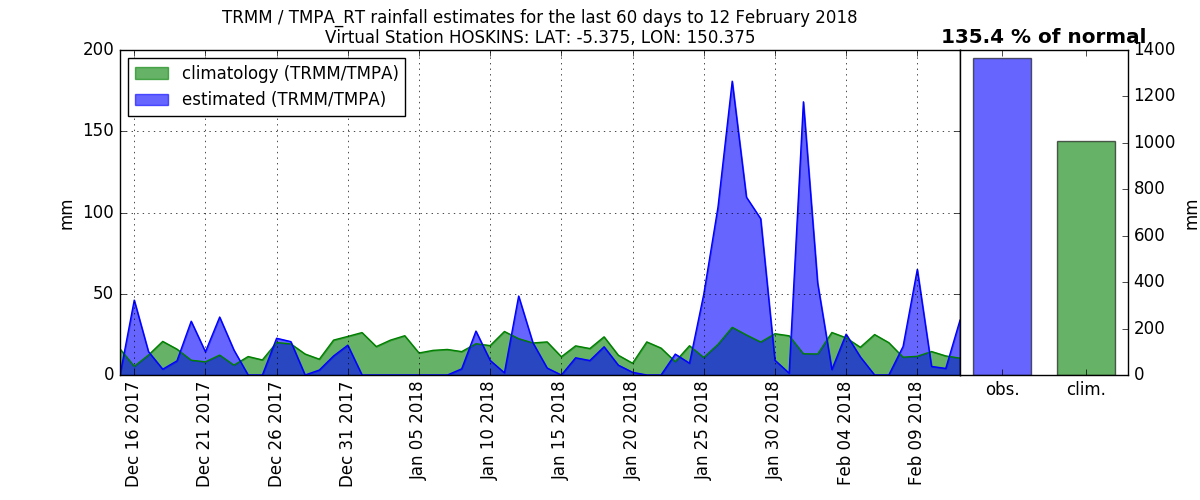 TRMM / TMPA_RT rainfall estimates for the last 60 days to 12 February 2018
Virtual Station HOSKINS: LAT: -5.375, LON: 150.375
135.4 % of normal
climatology (TRMM/TMPA)
estimated (TRMM/TMPA)
200
150
100
50
0
mm
Dec 16 2017
Dec 21 2017
Dec 26 2017
Dec 31 2017
Jan 05 2018
Jan 10 2018
Jan 15 2018
Jan 20 2018
Jan 25 2018
Jan 30 2018
Feb 04 2018
Feb 09 2018
obs.
clim.
1400
1200
1000
800
600
400
200
0
mm